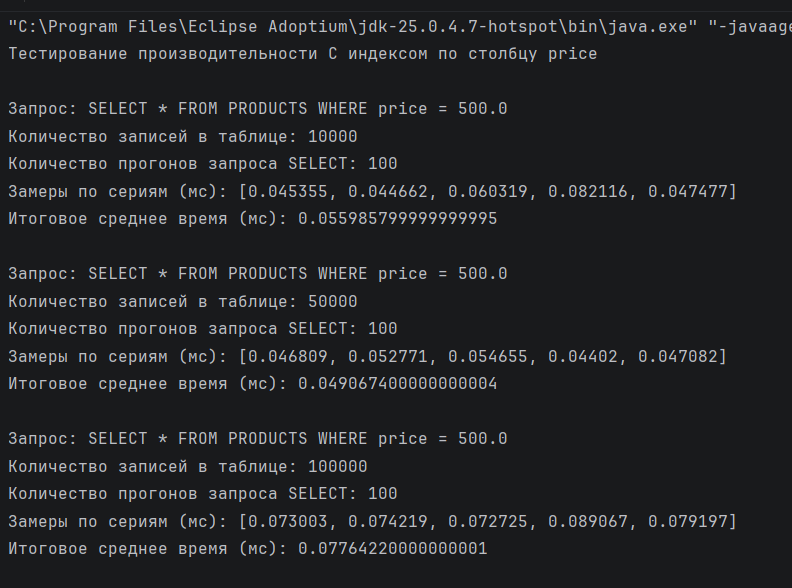 "C:\Program Files\Eclipse Adoptium\jdk-25.0.4.7-hotspot\bin\java.exe" "-javaage
Тестирование производительности С индексом по столбцу price
Запрос: SELECT * FROM PRODUCTS WHERE price = 500.0
Количество записей в таблице: 10000
Количество прогонов запроса SELECT: 100
Замеры по сериям (мс): [0.045355, 0.044662, 0.060319, 0.082116, 0.047477]
Итоговое среднее время (мс): 0.055985799999999995
Запрос: SELECT * FROM PRODUCTS WHERE price = 500.0
Количество записей в таблице: 50000
Количество прогонов запроса SELECT: 100
Замеры по сериям (мс): [0.046809, 0.052771, 0.054655, 0.04402, 0.047082]
Итоговое среднее время (мс): 0.049067400000000004
Запрос: SELECT * FROM PRODUCTS WHERE price = 500.0
Количество записей в таблице: 100000
Количество прогонов запроса SELECT: 100
Замеры по сериям (мс): [0.073003, 0.074219, 0.072725, 0.089067, 0.079197]
Итоговое среднее время (мс): 0.07764220000000001